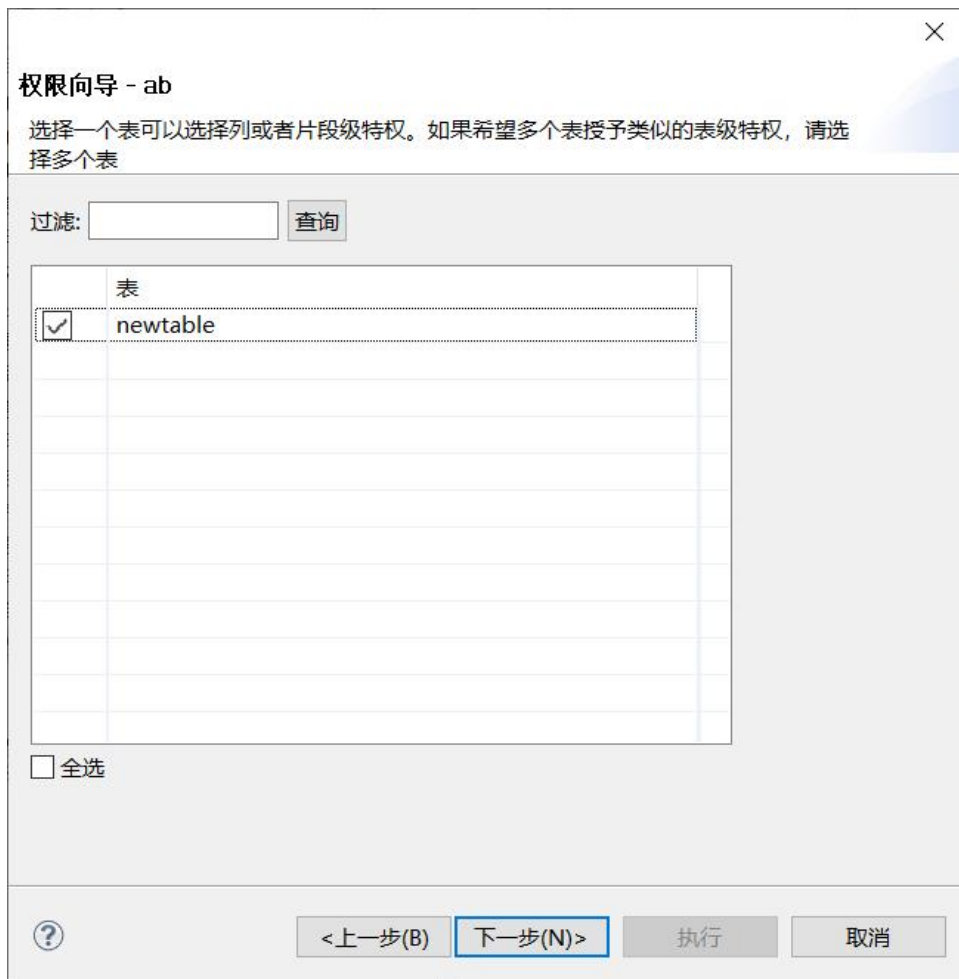 权限向导 - ab
选择一个表可以选择列或者片段级特权。如果希望多个表授予类似的表级特权，请选
择多个表
过滤: 查询
表
newtable
全选
<上一步(B) 下一步(N)> 执行 取消